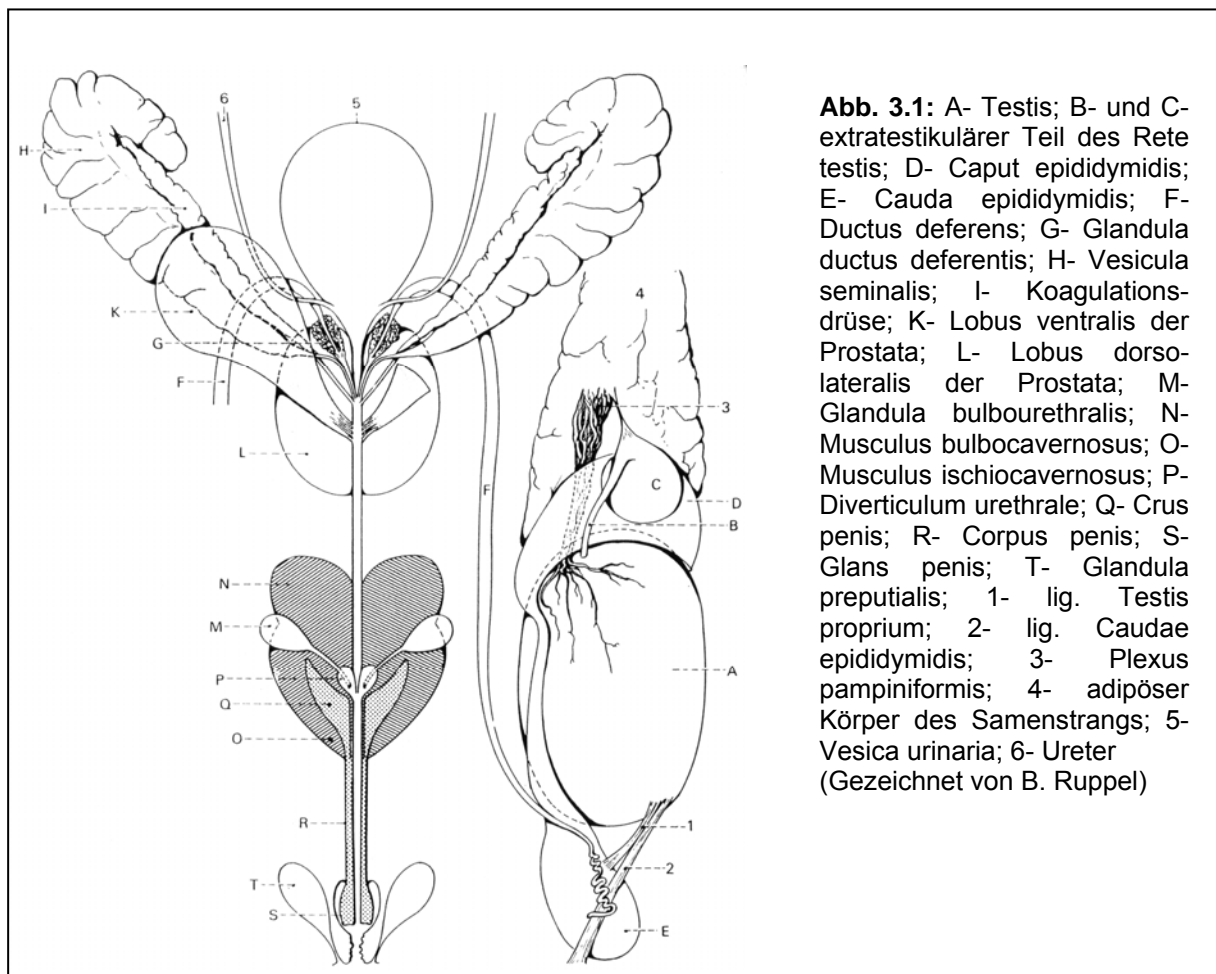 6
5
H
I
K
4
G
3
F
C
L
F
D
B
N
M
A
P
Q
O
R
1
2
T
S
E
Abb. 3.1: A- Testis; B- und C-
extratestikulärer Teil des Rete
testis; D- Caput epididymidis;
E- Cauda epididymidis; F-
Ductus deferens; G- Glandula
ductus deferentis; H- Vesicula
seminalis; I- Koagulations-
drüse; K- Lobus ventralis der
Prostata; L- Lobus dorso-
lateralis der Prostata; M-
Glandula bulbourethralis; N-
Musculus bulbocavernosus; O-
Musculus ischiocavernosus; P-
Diverticulum urethrale; Q- Crus
penis; R- Corpus penis; S-
Glans penis; T- Glandula
preputialis; 1- lig. Testis
proprium; 2- lig. Caudae
epididymidis; 3- Plexus
pampiniformis; 4- adipöser
Körper des Samenstrangs; 5-
Vesica urinaria; 6- Ureter
(Gezeichnet von B. Ruppel)